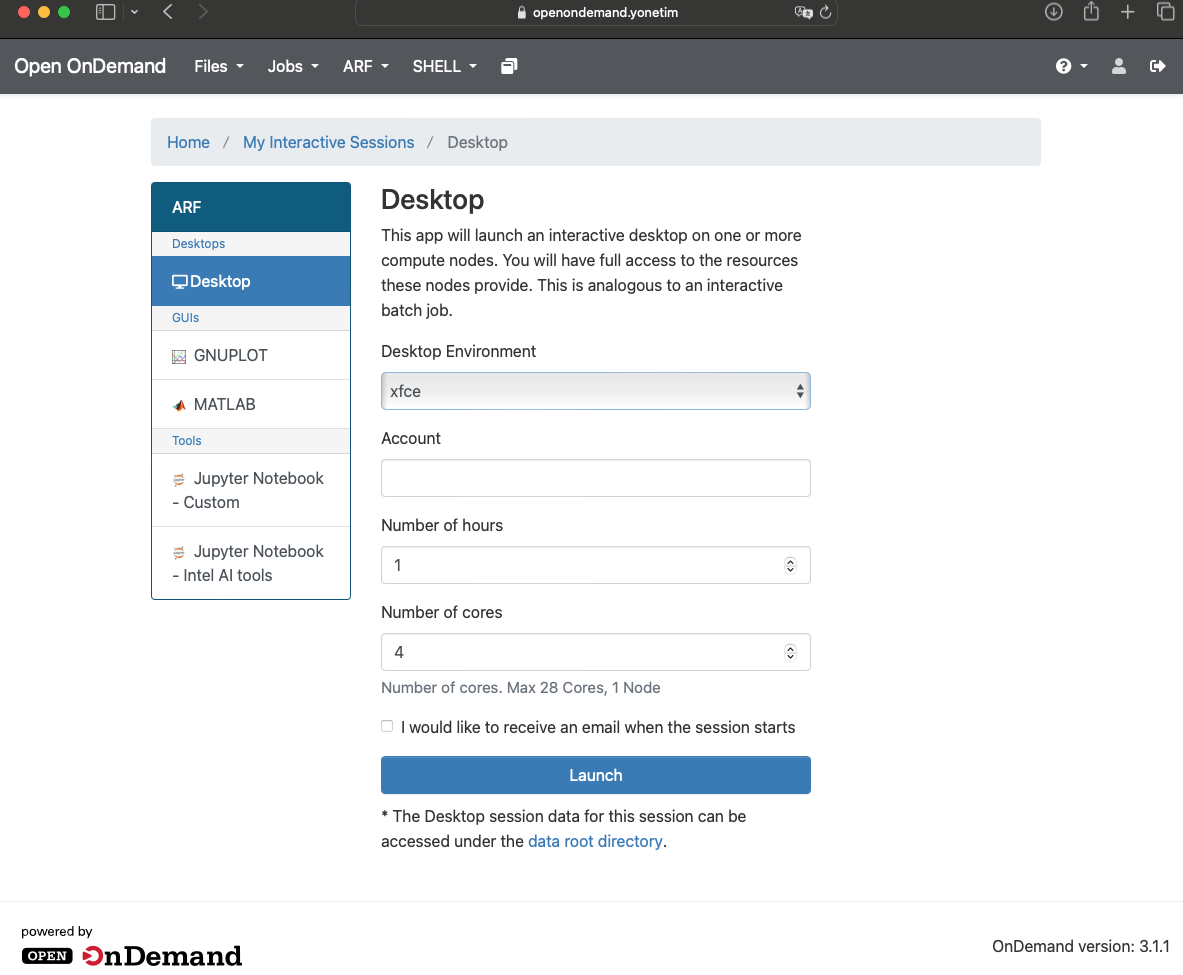 openondemand.yonetim
Open OnDemand Files Jobs ARF SHELL
Home / My Interactive Sessions / Desktop
ARF
Desktops
Desktop
GUIs
GNUPLOT
MATLAB
Tools
Jupyter Notebook
- Custom
Jupyter Notebook
- Intel AI tools
Desktop
This app will launch an interactive desktop on one or more
compute nodes. You will have full access to the resources
these nodes provide. This is analogous to an interactive
batch job.
Desktop Environment
xfce
Account
Number of hours
1
Number of cores
4
Number of cores. Max 28 Cores, 1 Node
I would like to receive an email when the session starts
Launch
* The Desktop session data for this session can be
accessed under the data root directory.
powered by
OPEN OnDemand
OnDemand version: 3.1.1